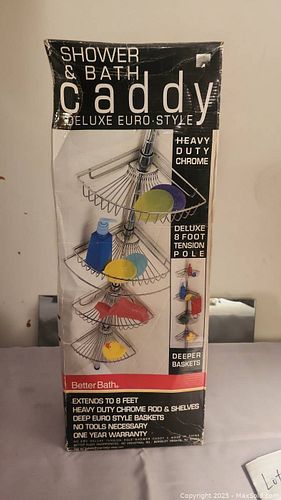 SHOWER
& BATH
caddy
DELUXE EURO-STYLE
HEAVY
DUTY
CHROME
DELUXE
8 FOOT
TENSION
POLE
DEEPER
BASKETS
Better Bath
EXTENDS TO 8 FEET
HEAVY DUTY CHROME ROD & SHELVES
DEEP EURO STYLE BASKETS
NO TOOLS NECESSARY
ONE YEAR WARRANTY
Lot
Copyright 2023 - MaxSold.com